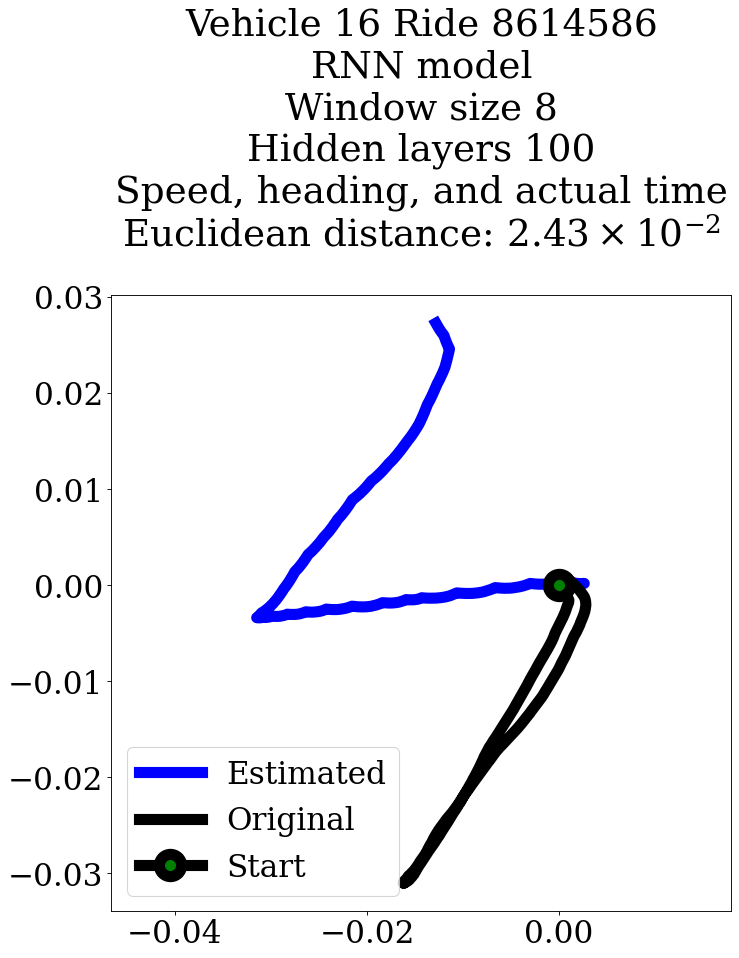 Vehicle 16 Ride 8614586
RNN model
Window size 8
Hidden layers 100
Speed, heading, and actual time
Euclidean distance: 2.43 × 10⁻²
0.03
0.02
0.01
0.00
−0.01
−0.02
−0.03
Estimated
Original
Start
−0.04
−0.02
0.00